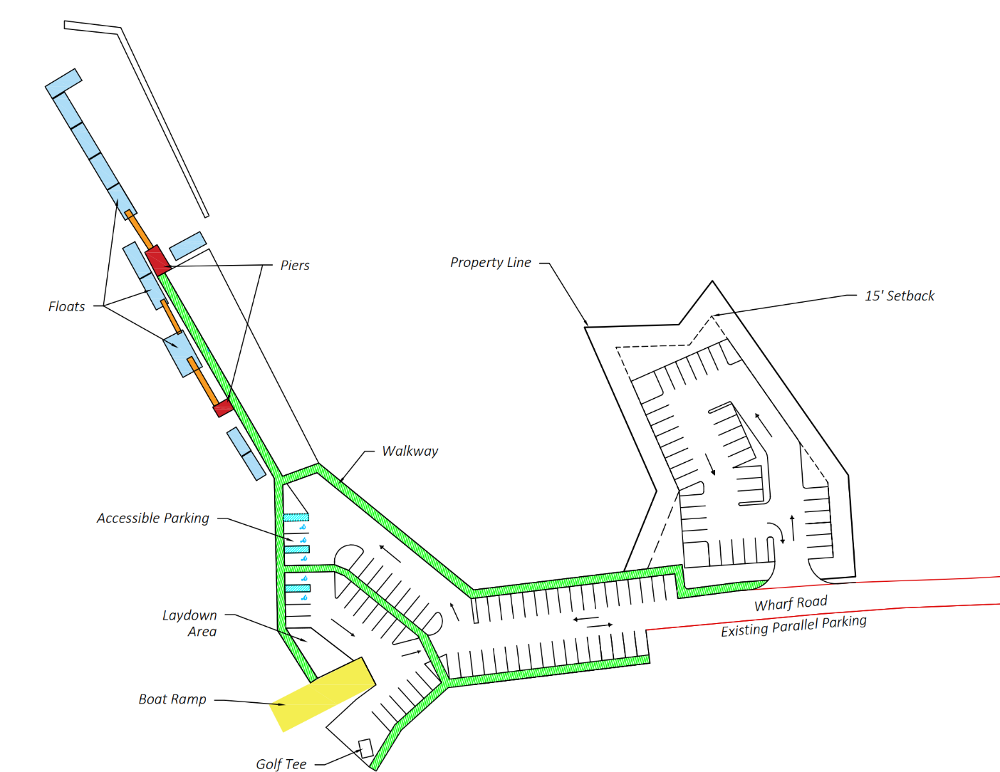 Property Line
Piers
15' Setback
Floats
Walkway
Accessible Parking
Wharf Road
Existing Parallel Parking
Laydown
Area
Boat Ramp
Golf Tee